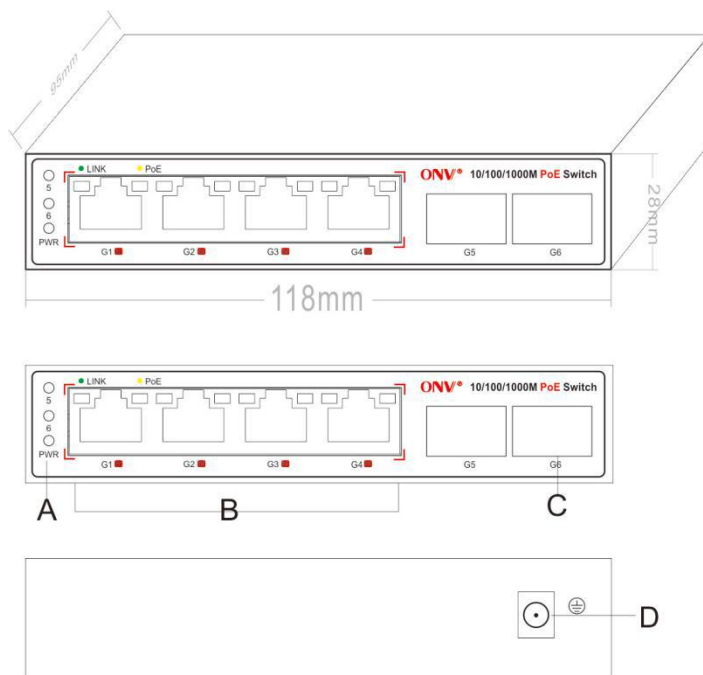 95mm
LINK PoE
ONV® 10/100/1000M PoE Switch
5
6
PWR
G1 G2 G3 G4 G5 G6
28mm
118mm
LINK PoE
ONV® 10/100/1000M PoE Switch
5
6
PWR
G1 G2 G3 G4 G5 G6
A B C
D